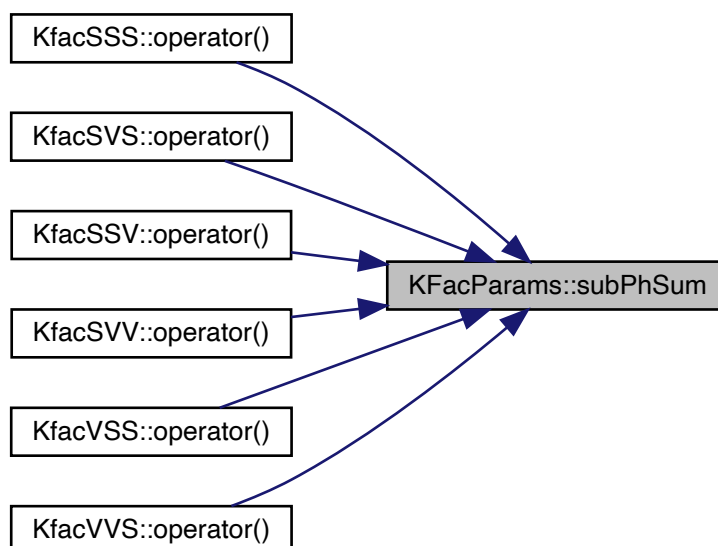 KfacSSS::operator()
KfacSVS::operator()
KfacSSV::operator()
KFacParams::subPhSum
KfacSVV::operator()
KfacVSS::operator()
KfacVVS::operator()